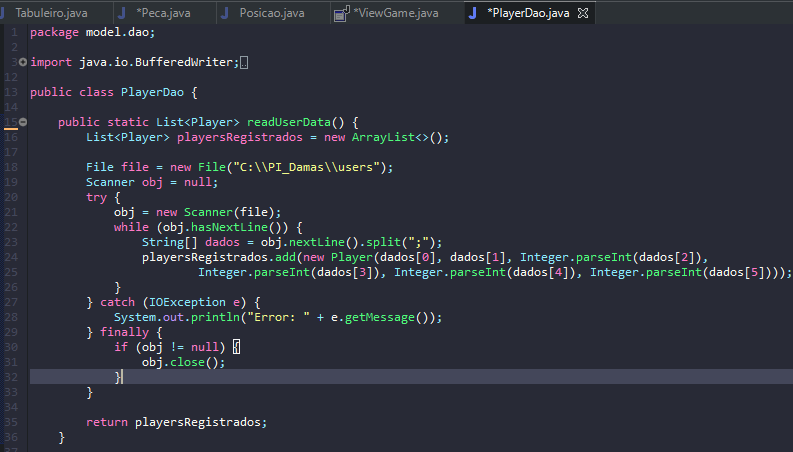 Tabuleiro.java *Peca.java Posicao.java *ViewGame.java *PlayerDao.java
1 package model.dao;
2
3 import java.io.BufferedWriter;
12
13 public class PlayerDao {
14
15 public static List<Player> readUserData() {
16 List<Player> playersRegistrados = new ArrayList<>();
17
18 File file = new File("C:\\PI_Damas\\users");
19 Scanner obj = null;
20 try {
21 obj = new Scanner(file);
22 while (obj.hasNextLine()) {
23 String[] dados = obj.nextLine().split(";");
24 playersRegistrados.add(new Player(dados[0], dados[1], Integer.parseInt(dados[2]),
25 Integer.parseInt(dados[3]), Integer.parseInt(dados[4]), Integer.parseInt(dados[5])));
26 }
27 } catch (IOException e) {
28 System.out.println("Error: " + e.getMessage());
29 } finally {
30 if (obj != null) {
31 obj.close();
32 }
33 }
34
35 return playersRegistrados;
36 }